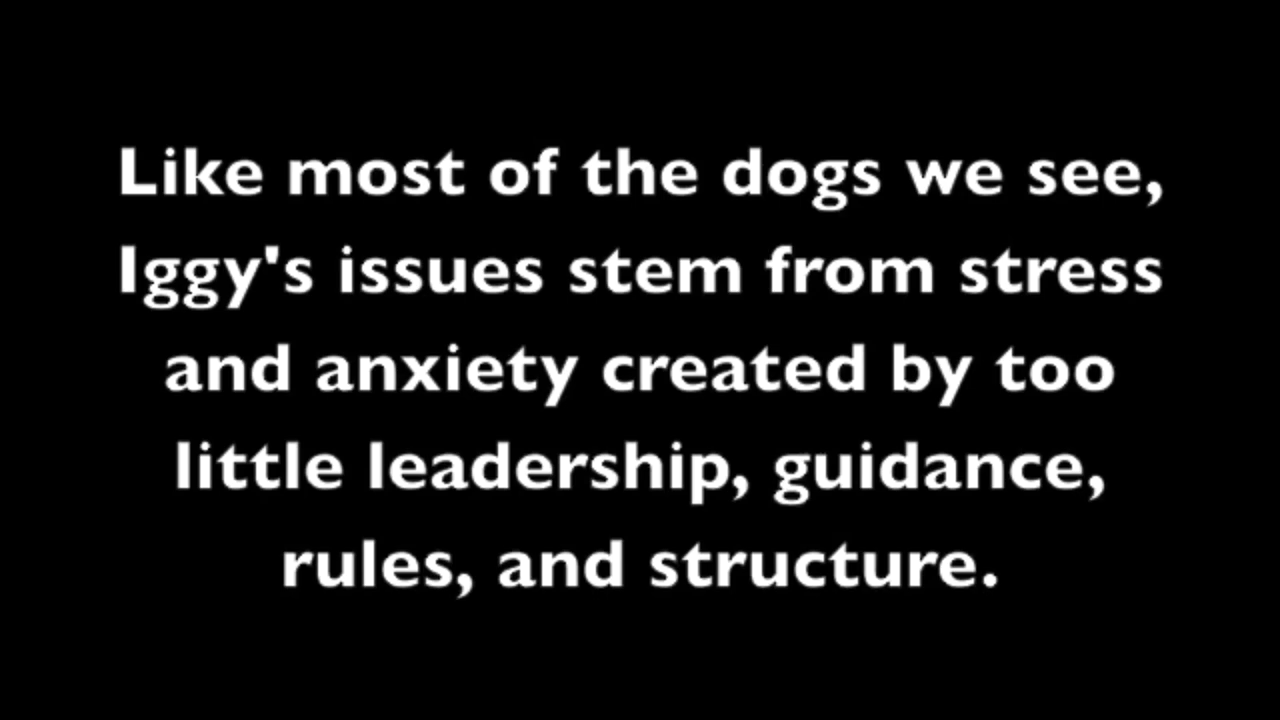 Like most of the dogs we see,
Iggy's issues stem from stress
and anxiety created by too
little leadership, guidance,
rules, and structure.